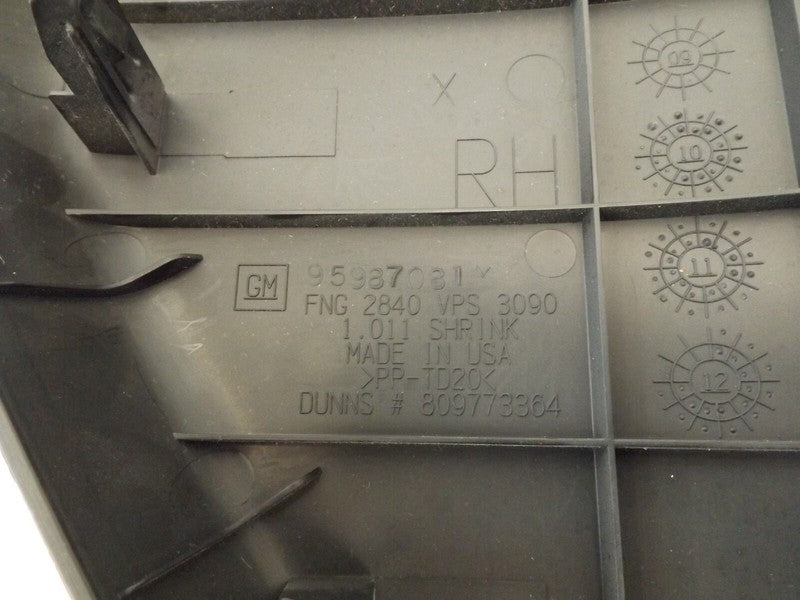 09
X
10
RH
GM 95987081
11
FNG 2840 VPS 3090
1.011 SHRINK
MADE IN USA
>PP-TD20<
12
DUNNS # 809773364